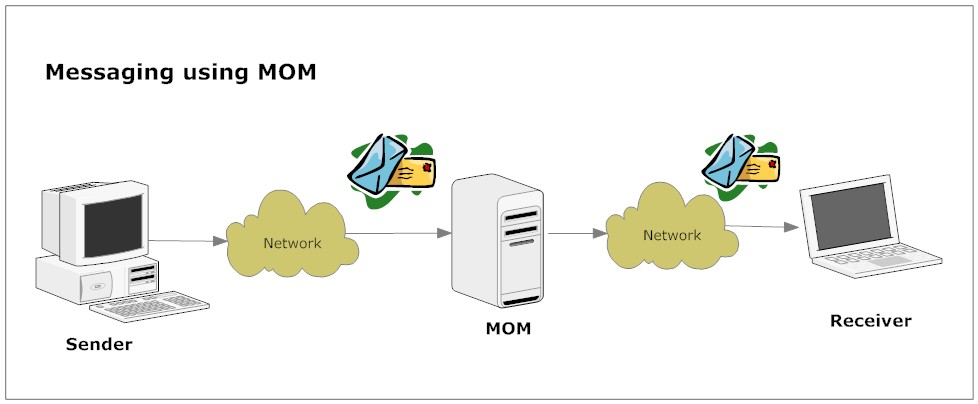 Messaging using MOM
Network
Network
Sender
MOM
Receiver